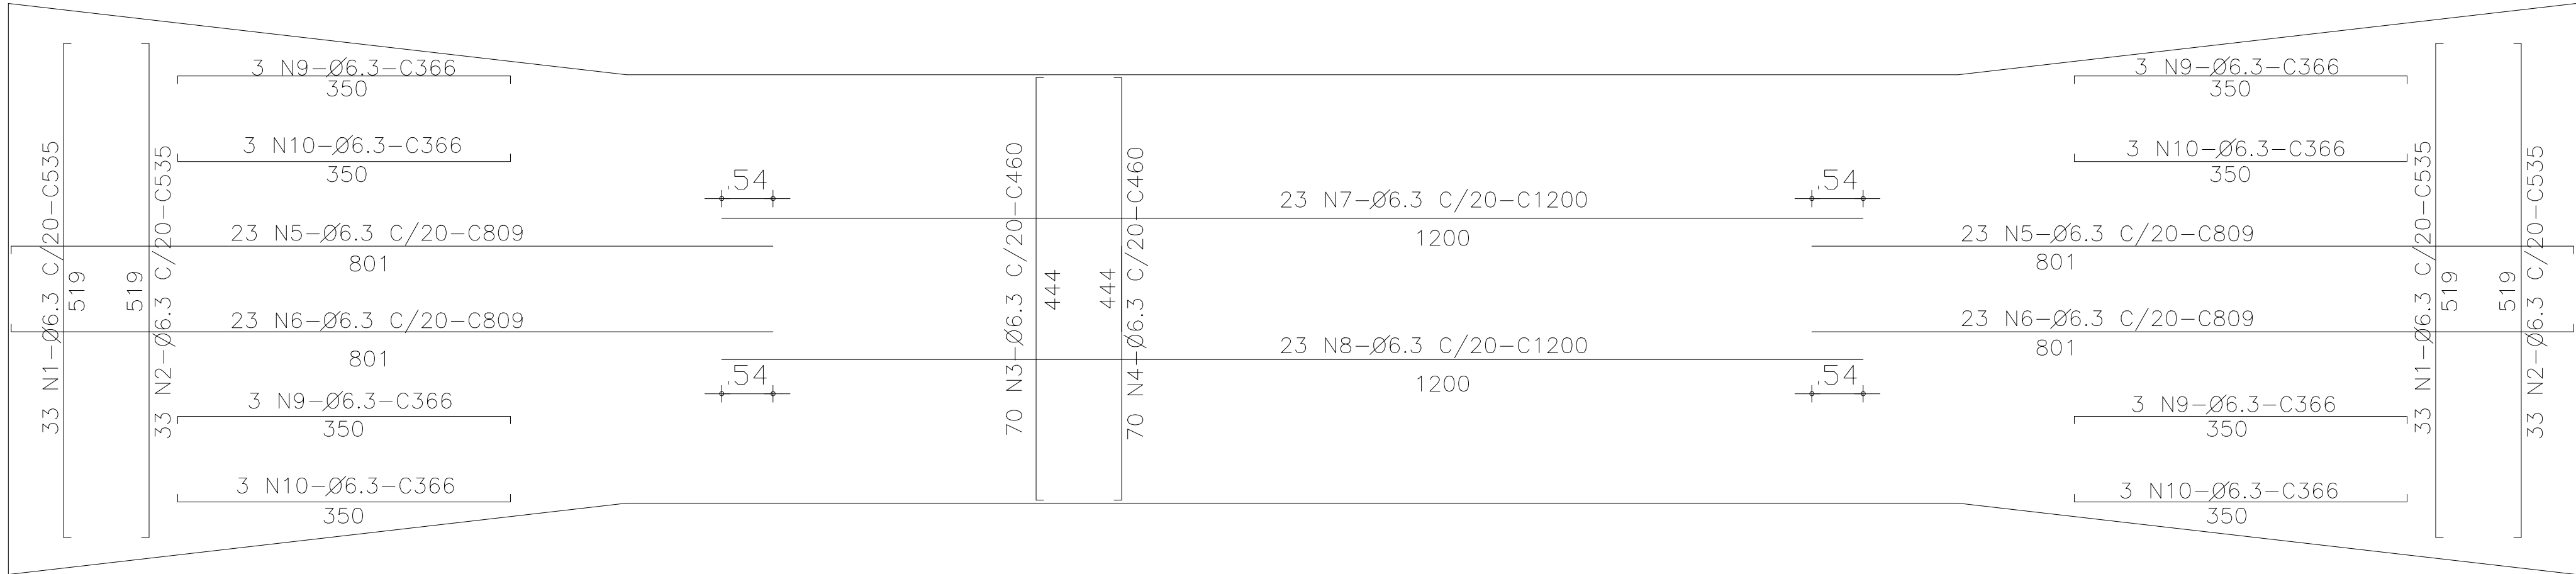 3 N9-Ø6.3-C366
350
3 N10-Ø6.3-C366
350
33 N1-Ø6.3 C/20-C535
519
519
33 N2-Ø6.3 C/20-C535
23 N5-Ø6.3 C/20-C809
801
23 N6-Ø6.3 C/20-C809
801
3 N9-Ø6.3-C366
350
3 N10-Ø6.3-C366
350
.54
.54
70 N3-Ø6.3 C/20-C460
444
444
70 N4-Ø6.3 C/20-C460
23 N7-Ø6.3 C/20-C1200
1200
23 N8-Ø6.3 C/20-C1200
1200
.54
.54
3 N9-Ø6.3-C366
350
3 N10-Ø6.3-C366
350
23 N5-Ø6.3 C/20-C809
801
23 N6-Ø6.3 C/20-C809
801
3 N9-Ø6.3-C366
350
3 N10-Ø6.3-C366
350
33 N1-Ø6.3 C/20-C535
519
519
33 N2-Ø6.3 C/20-C535